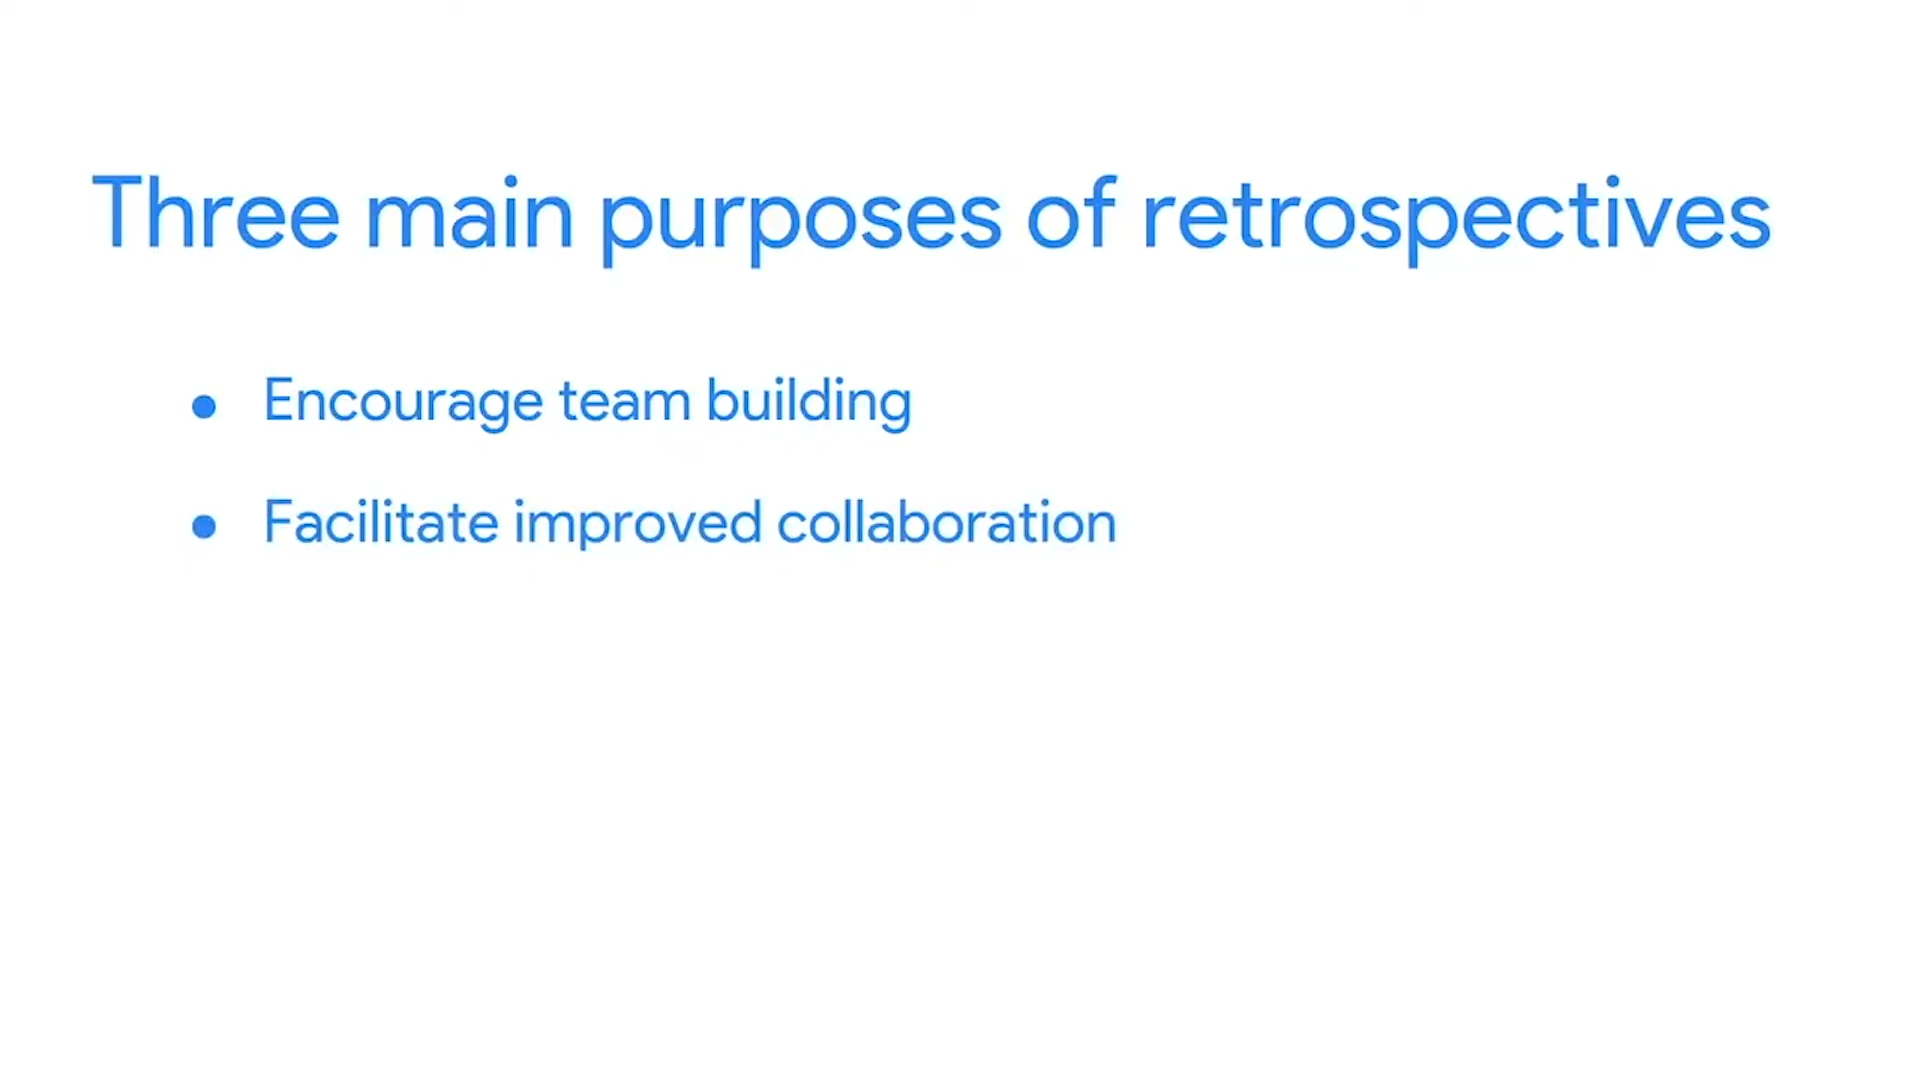 Three main purposes of retrospectives
● Encourage team building
● Facilitate improved collaboration